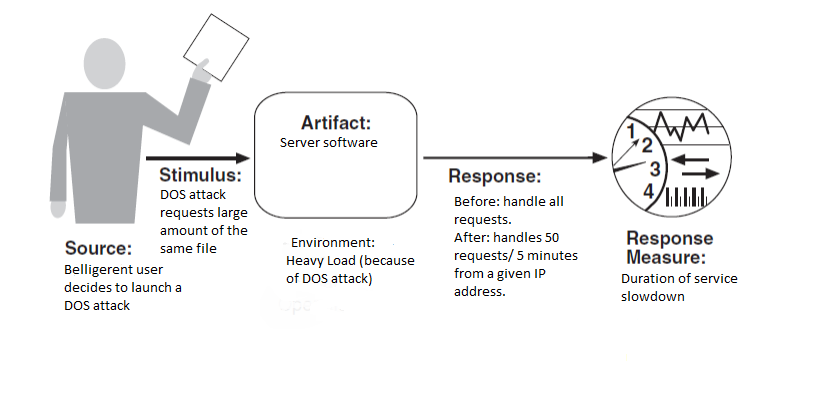 Artifact:
Server software
1
2
3
4
Stimulus:
DOS attack
requests large
amount of the
same file
Response:
Before: handle all
requests.
After: handles 50
requests/ 5 minutes
from a given IP
address.
Source:
Belligerent user
decides to launch a
DOS attack
Environment:
Heavy Load (because
of DOS attack)
Response
Measure:
Duration of service
slowdown